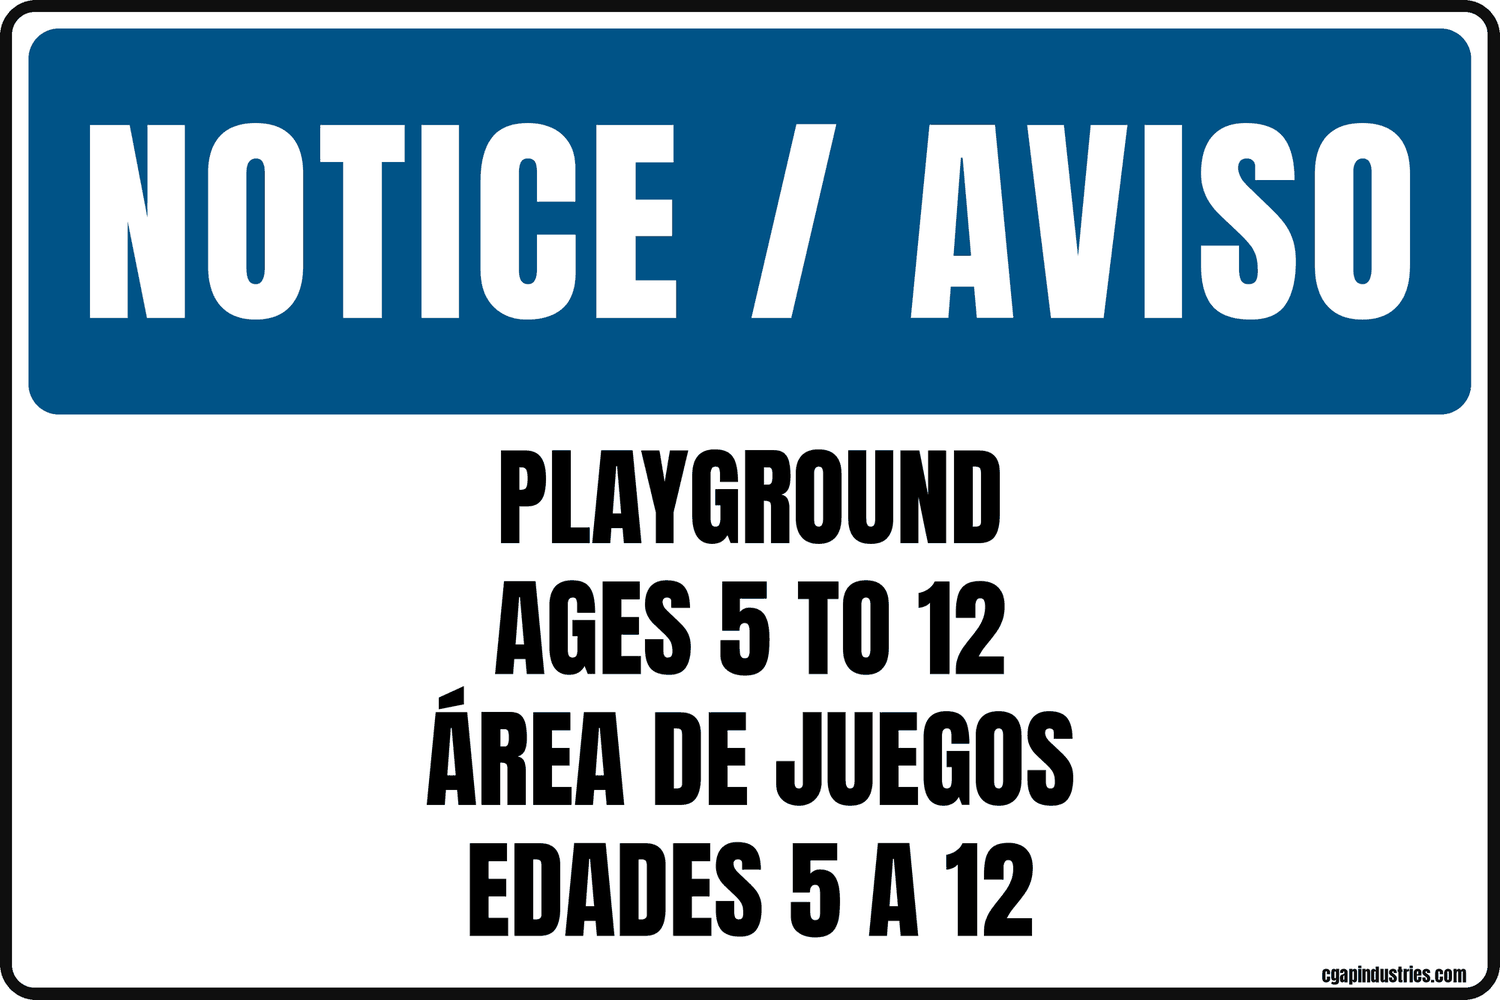 NOTICE / AVISO
PLAYGROUND
AGES 5 TO 12
ÁREA DE JUEGOS
EDADES 5 A 12
cgapindustries.com